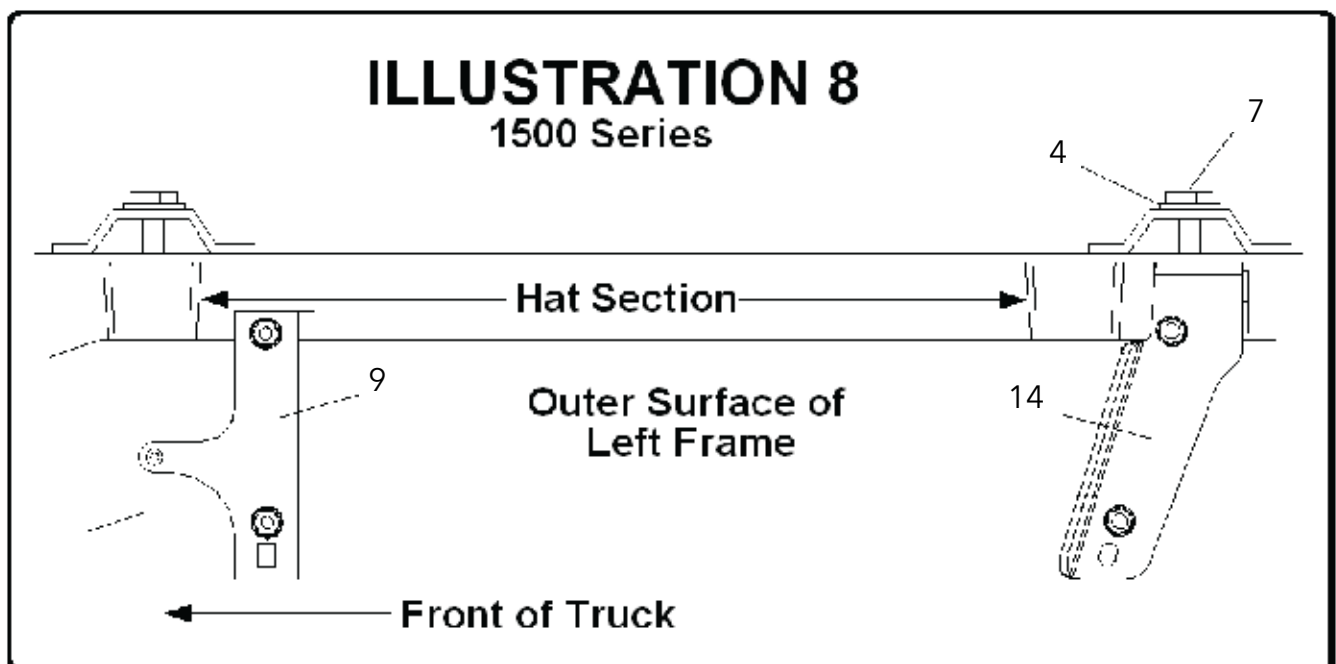 ILLUSTRATION 8
1500 Series
7
4
Hat Section
9
Outer Surface of
Left Frame
14
Front of Truck